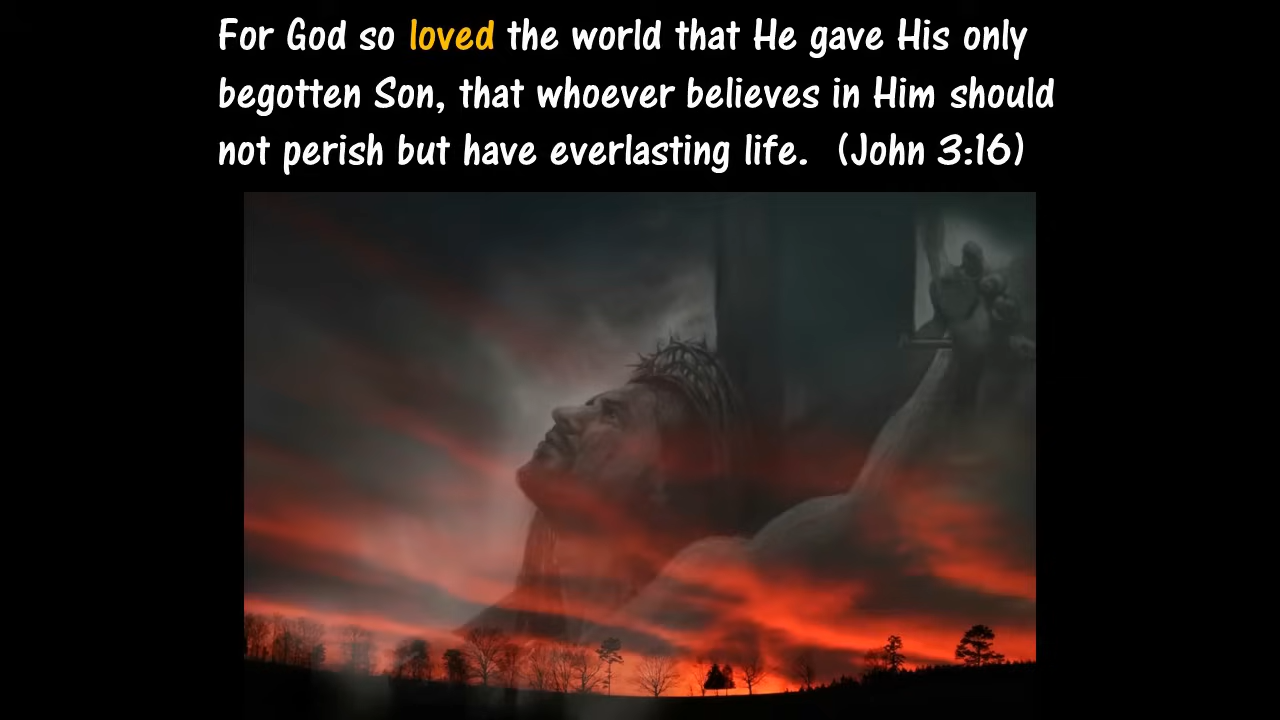 For God so loved the world that He gave His only
begotten Son, that whoever believes in Him should
not perish but have everlasting life.  (John 3:16)